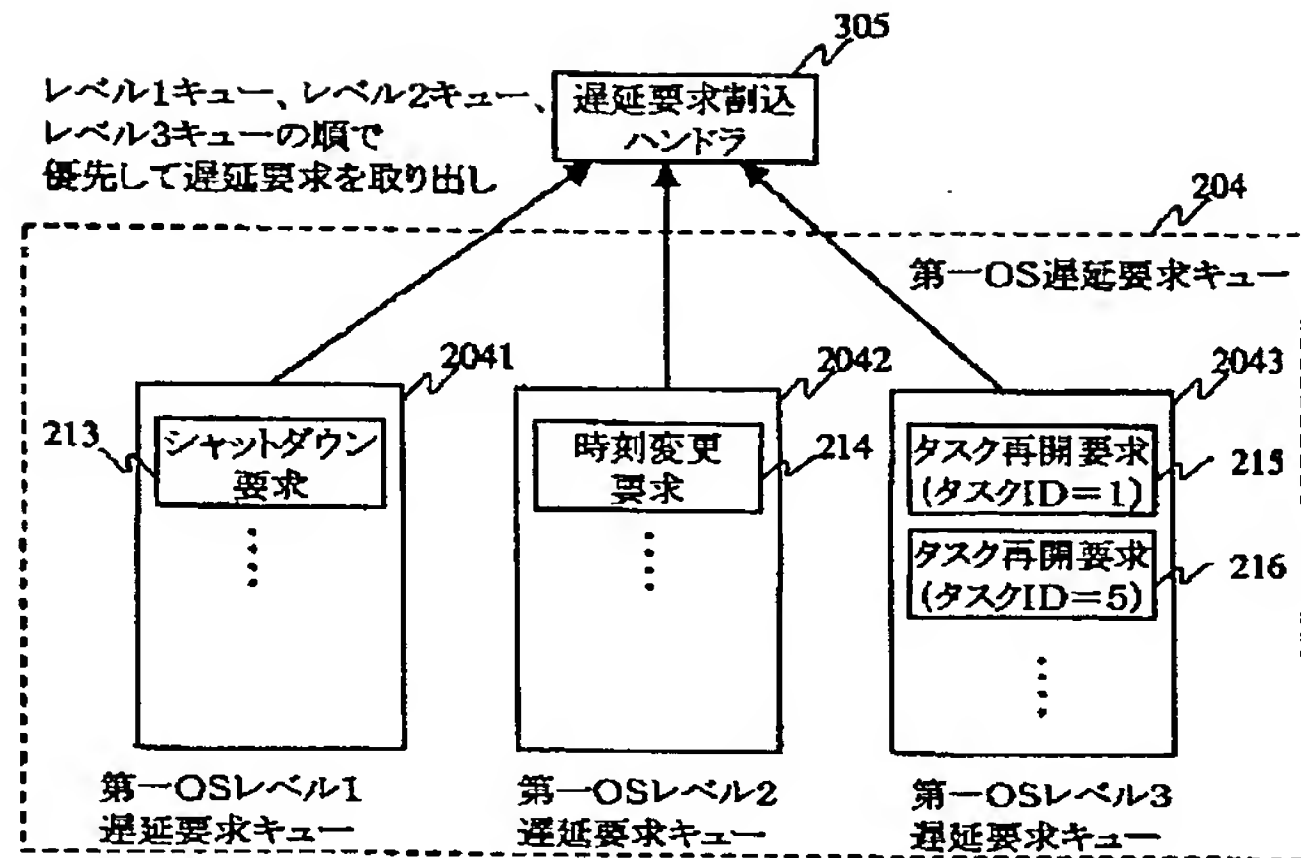 305
レベル1キュー、レベル2キュー、
レベル3キューの順で
優先して遅延要求を取り出し
遅延要求割込
ハンドラ
204
第一OS遅延要求キュー
2041
2042
2043
213
シャットダウン
要求
時刻変更
要求
214
タスク再開要求
(タスクID=1)
215
タスク再開要求
(タスクID=5)
216
第一OSレベル1
遅延要求キュー
第一OSレベル2
遅延要求キュー
第一OSレベル3
遅延要求キュー